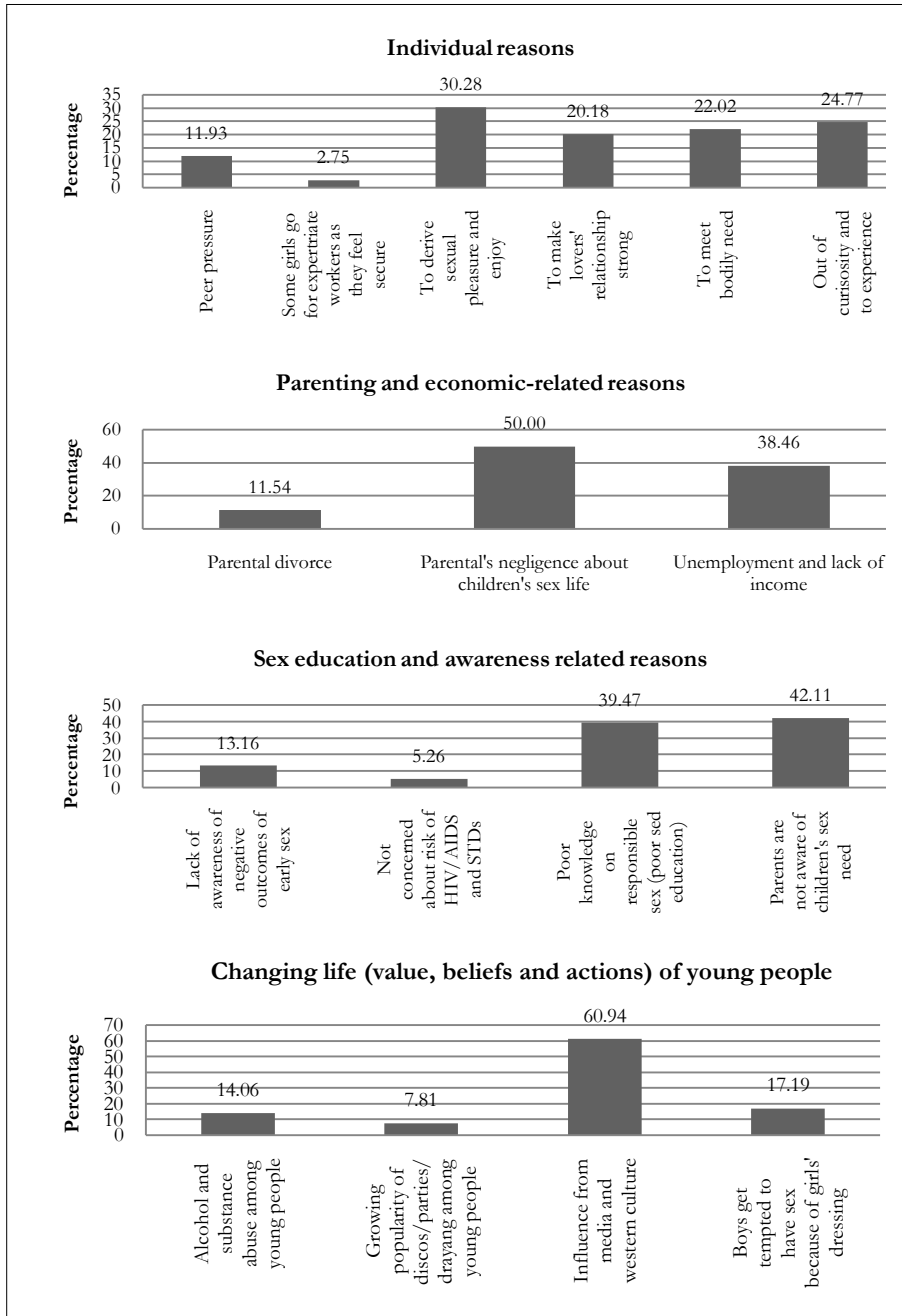 Individual reasons
Percentage
35
30
25
20
15
10
5
0
11.93
2.75
30.28
20.18
22.02
24.77
Peer pressure
Some girls go
for expertriate
workers as
they feel
secure
To derive
sexual
pleasure and
enjoy
To make
lovers'
relationship
strong
To meet
bodily need
Out of
curisosity and
to experience
Parenting and economic-related reasons
Prcentage
60
40
20
0
11.54
50.00
38.46
Parental divorce
Parental's negligence about
children's sex life
Unemployment and lack of
income
Sex education and awareness related reasons
Percentage
50
40
30
20
10
0
13.16
5.26
39.47
42.11
Lack of
awareness of
negative
outcomes of
early sex
Not
concerned
about risk of
HIV/AIDS
and STDs
Poor
knowledge
on
responsible
sex (poor sed
education)
Parents are
not aware of
children's sex
need
Changing life (value, beliefs and actions) of young people
Percentage
70
60
50
40
30
20
10
0
14.06
7.81
60.94
17.19
Alcohol and
substance
abuse among
young people
Growing
popularity of
discos/parties/
drayang among
young people
Influence from
media and
western culture
Boys get
tempted to
have sex
because of girls'
dressing